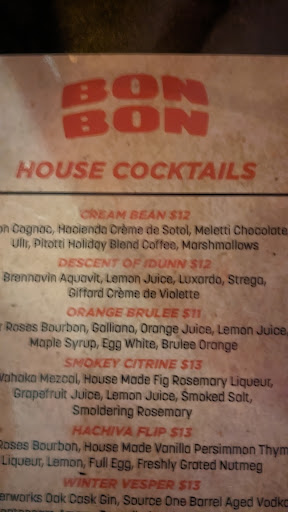 BON
BON
HOUSE COCKTAILS
CREAM BEAN $12
Cognac, Hacienda Crème de Sotol, Meletti Chocolate
Ullr, Pitotti Holiday Blend Coffee, Marshmallows
DESCENT OF IDUNN $12
Brennavin Aquavit, Lemon Juice, Luxardo, Strega,
Giffard Crème de Violette
ORANGE BRULEE $11
Roses Bourbon, Galliano, Orange Juice, Lemon Juice,
Maple Syrup, Egg White, Brulee Orange
SMOKEY CITRINE $13
Wahaka Mezcal, House Made Fig Rosemary Liqueur,
Grapefruit Juice, Lemon Juice, Smoked Salt,
Smoldering Rosemary
HACHIVA FLIP $13
Roses Bourbon, House Made Vanilla Persimmon Thym
Liqueur, Lemon, Full Egg, Freshly Grated Nutmeg
WINTER VESPER $13
erworks Oak Cask Gin, Source One Barrel Aged Vodka